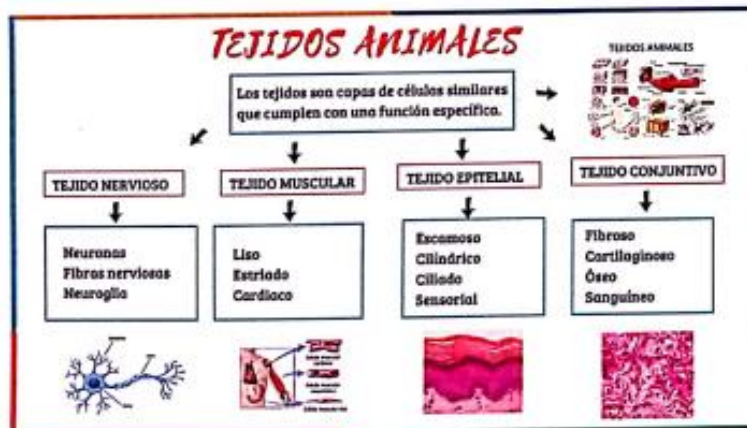 TEJIDOS ANIMALES
TEJIDOS ANIMALES
Los tejidos son capas de células similares
que cumplen con una función específica.
TEJIDO NERVIOSO
TEJIDO MUSCULAR
TEJIDO EPITELIAL
TEJIDO CONJUNTIVO
Neuronas
Fibras nerviosas
Neuroglia
Liso
Estriado
Cardiaco
Escamoso
Cilíndrico
Ciliado
Sensorial
Fibroso
Cartilaginoso
Óseo
Sanguíneo